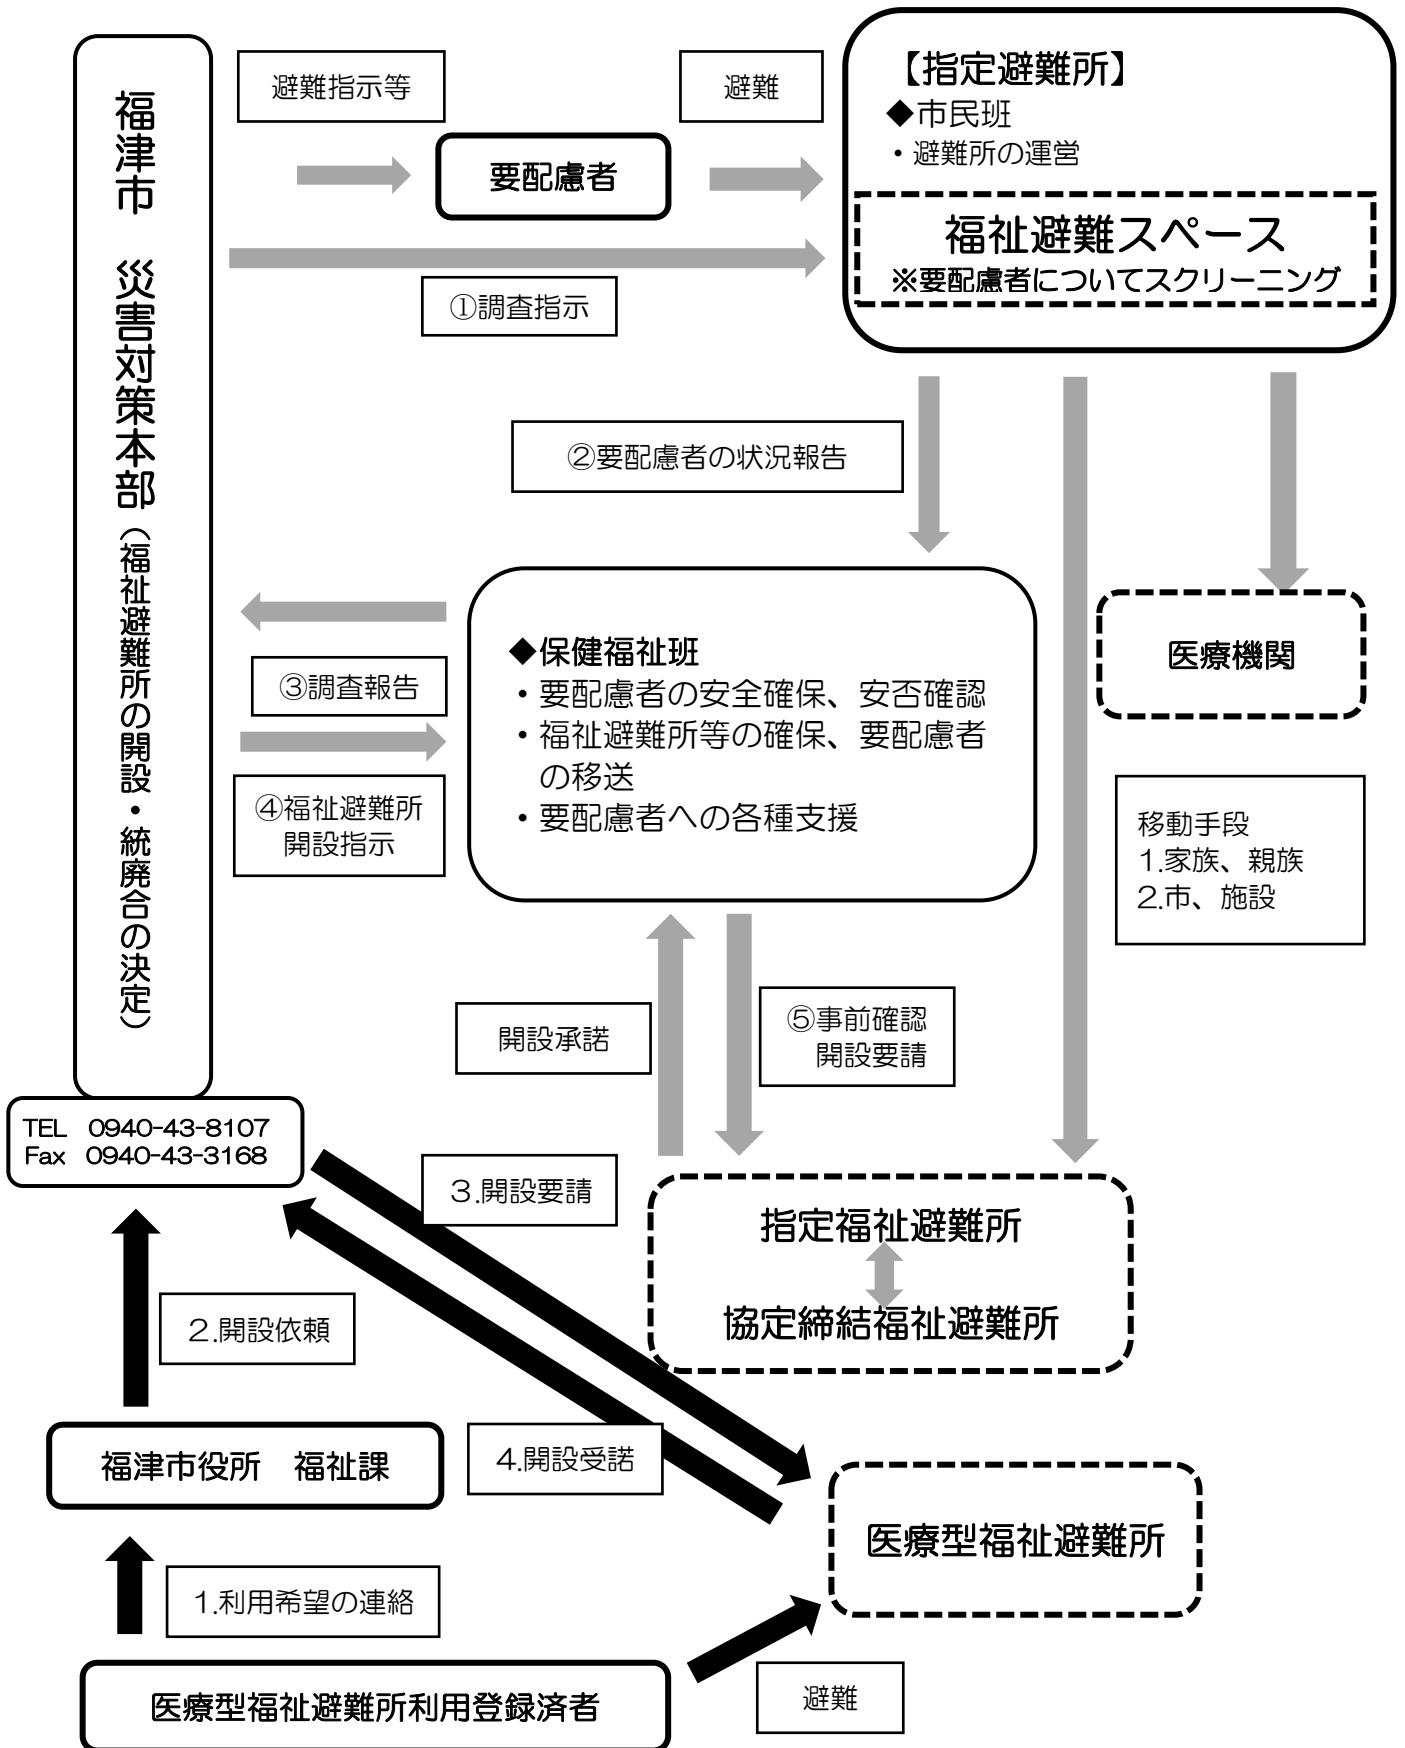 福津市　災害対策本部（福祉避難所の開設・統廃合の決定）
避難指示等
避難
要配慮者
【指定避難所】
◆市民班
・避難所の運営
福祉避難スペース
※要配慮者についてスクリーニング
①調査指示
②要配慮者の状況報告
◆保健福祉班
・要配慮者の安全確保、安否確認
・福祉避難所等の確保、要配慮者
の移送
・要配慮者への各種支援
医療機関
③調査報告
④福祉避難所
開設指示
移動手段
1.家族、親族
2.市、施設
開設承諾
⑤事前確認
開設要請
TEL　0940-43-8107
Fax　0940-43-3168
３.開設要請
指定福祉避難所
協定締結福祉避難所
２.開設依頼
福津市役所　福祉課
４.開設受諾
医療型福祉避難所
１.利用希望の連絡
医療型福祉避難所利用登録済者
避難